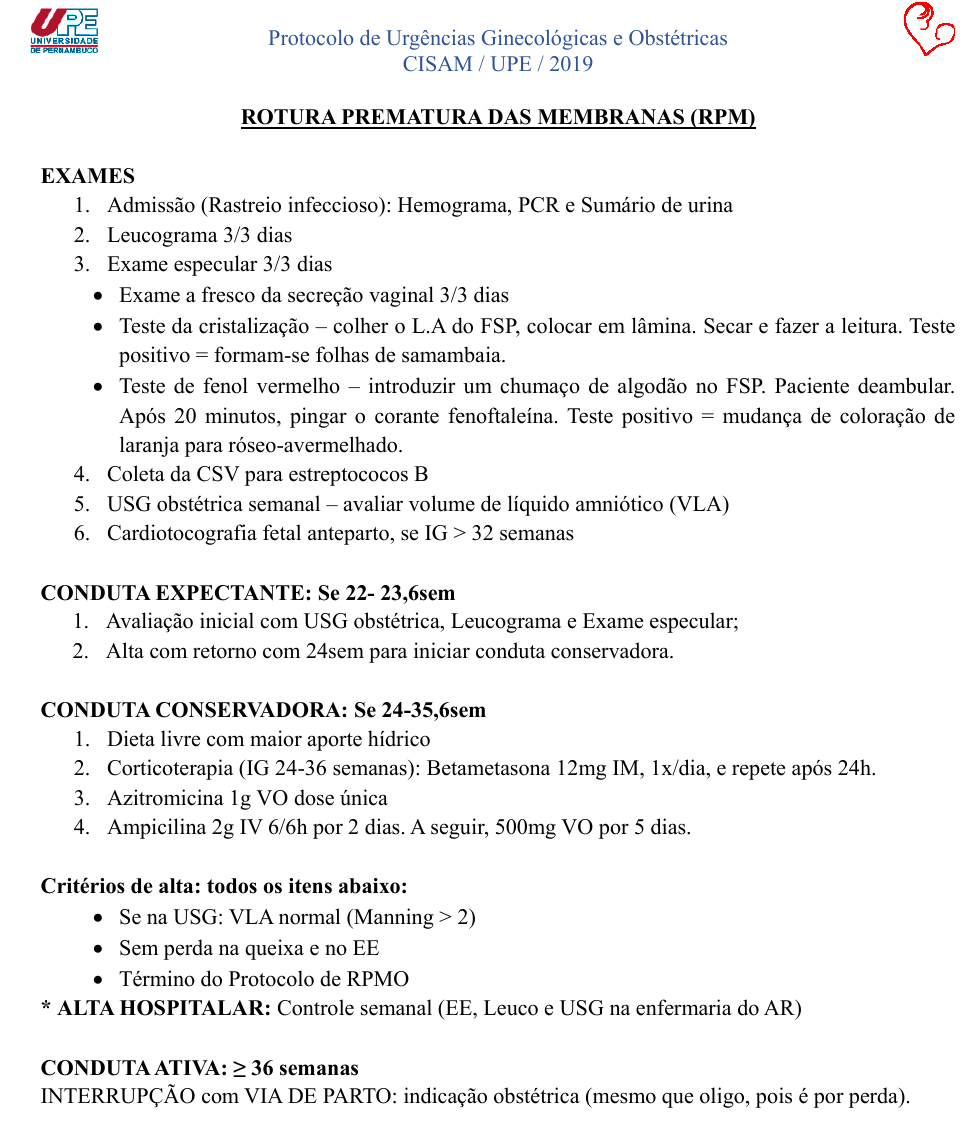 UPE
UNIVERSIDADE
DE PERNAMBUCO
Protocolo de Urgências Ginecológicas e Obstétricas
CISAM / UPE / 2019
ROTURA PREMATURA DAS MEMBRANAS (RPM)
EXAMES
1. Admissão (Rastreio infeccioso): Hemograma, PCR e Sumário de urina
2. Leucograma 3/3 dias
3. Exame especular 3/3 dias
• Exame a fresco da secreção vaginal 3/3 dias
• Teste da cristalização – colher o L.A do FSP, colocar em lâmina. Secar e fazer a leitura. Teste
positivo = formam-se folhas de samambaia.
• Teste de fenol vermelho – introduzir um chumaço de algodão no FSP. Paciente deambular.
Após 20 minutos, pingar o corante fenoftaleína. Teste positivo = mudança de coloração de
laranja para róseo-avermelhado.
4. Coleta da CSV para estreptococos B
5. USG obstétrica semanal – avaliar volume de líquido amniótico (VLA)
6. Cardiotocografia fetal anteparto, se IG > 32 semanas
CONDUTA EXPECTANTE: Se 22- 23,6sem
1. Avaliação inicial com USG obstétrica, Leucograma e Exame especular;
2. Alta com retorno com 24sem para iniciar conduta conservadora.
CONDUTA CONSERVADORA: Se 24-35,6sem
1. Dieta livre com maior aporte hídrico
2. Corticoterapia (IG 24-36 semanas): Betametasona 12mg IM, 1x/dia, e repete após 24h.
3. Azitromicina 1g VO dose única
4. Ampicilina 2g IV 6/6h por 2 dias. A seguir, 500mg VO por 5 dias.
Critérios de alta: todos os itens abaixo:
• Se na USG: VLA normal (Manning > 2)
• Sem perda na queixa e no EE
• Término do Protocolo de RPMO
* ALTA HOSPITALAR: Controle semanal (EE, Leuco e USG na enfermaria do AR)
CONDUTA ATIVA: ≥ 36 semanas
INTERRUPÇÃO com VIA DE PARTO: indicação obstétrica (mesmo que oligo, pois é por perda).